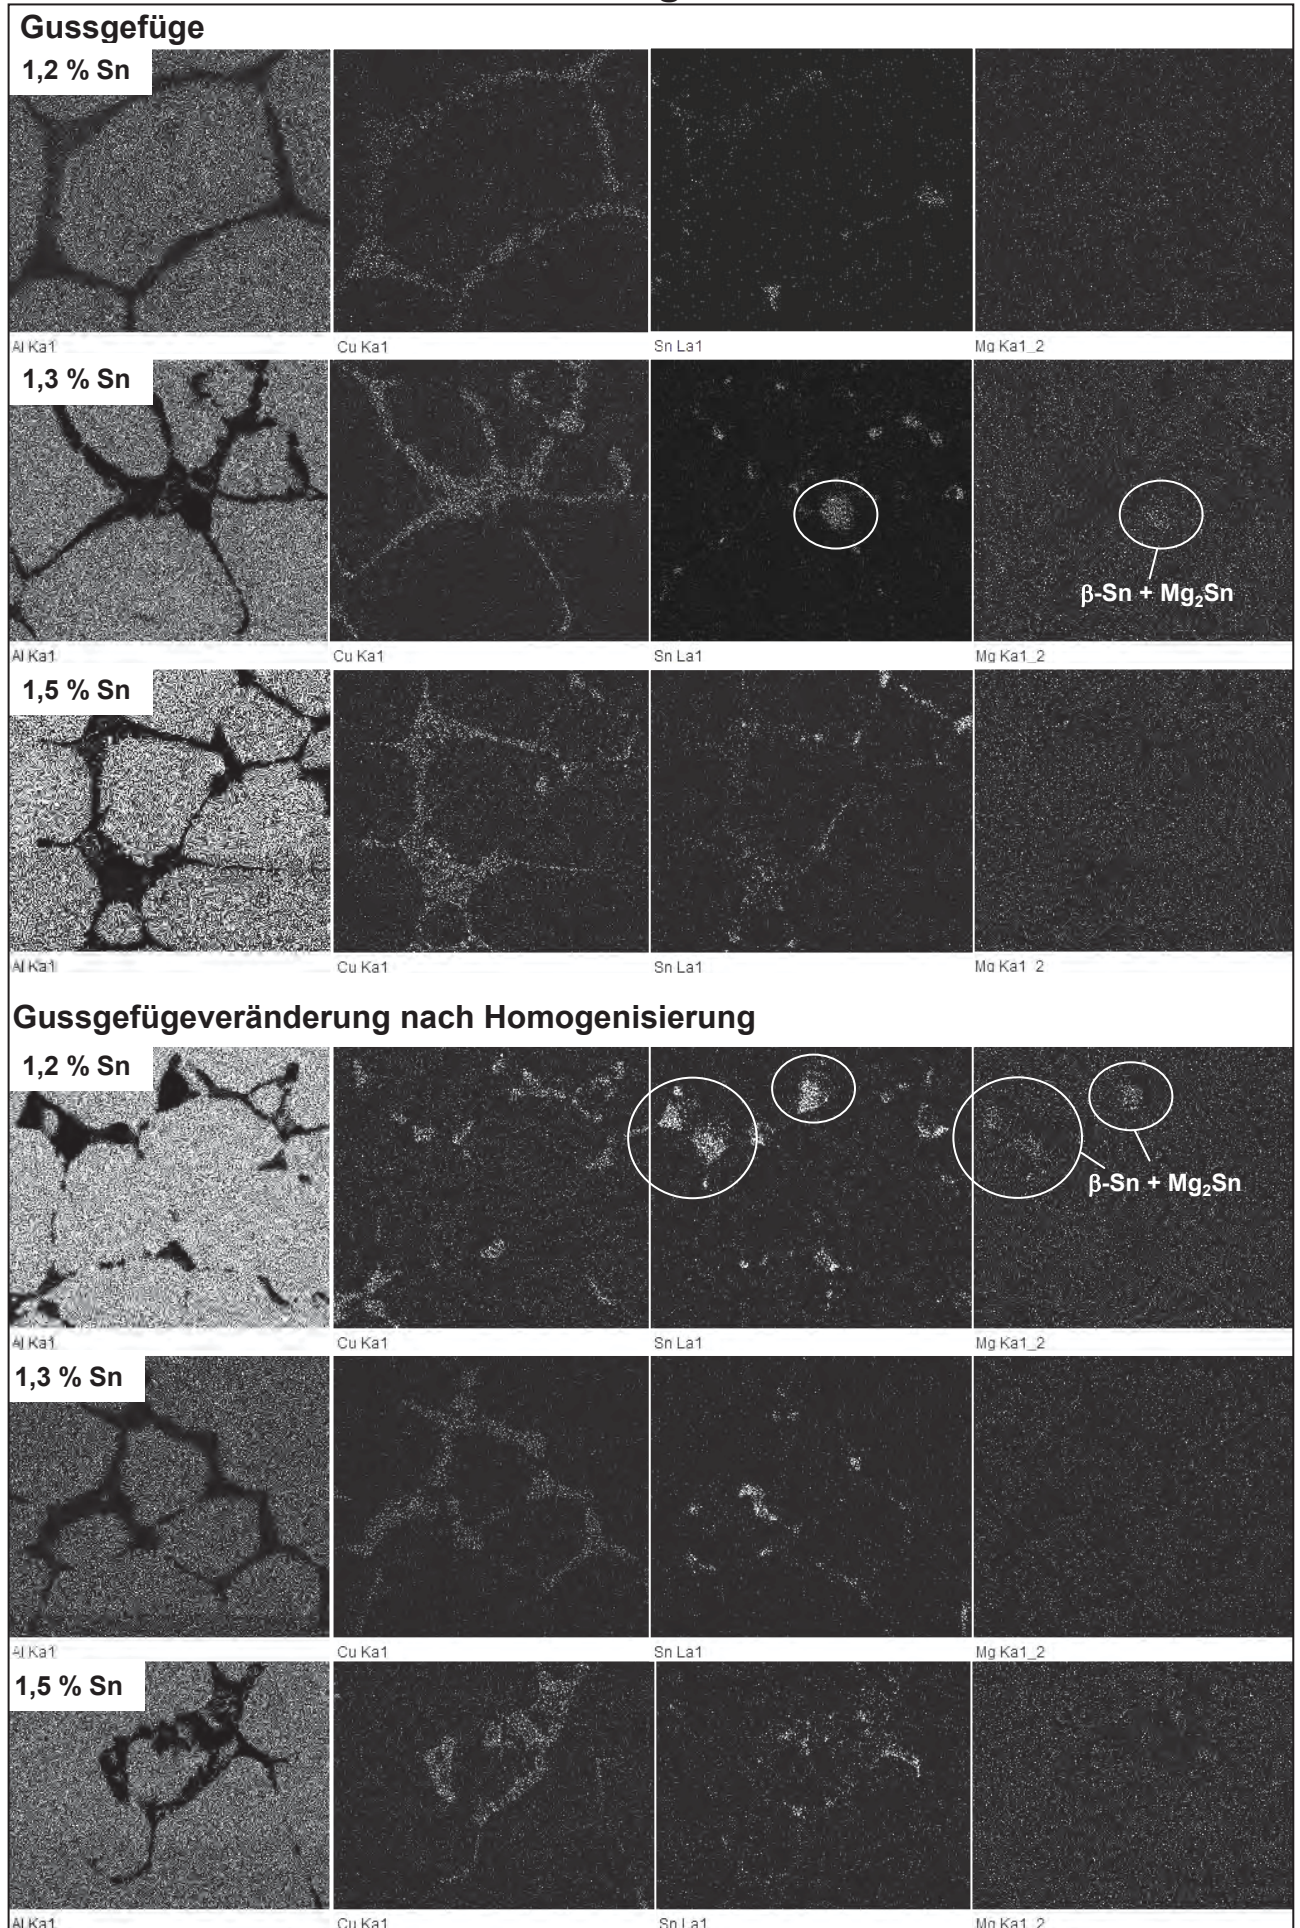 Gussgefüge
1,2 % Sn
Al Ka1 Cu Ka1 Sn La1 Mg Ka1_2
1,3 % Sn
β-Sn + Mg₂Sn
Al Ka1 Cu Ka1 Sn La1 Mg Ka1_2
1,5 % Sn
Al Ka1 Cu Ka1 Sn La1 Mg Ka1_2
Gussgefügeveränderung nach Homogenisierung
1,2 % Sn
β-Sn + Mg₂Sn
Al Ka1 Cu Ka1 Sn La1 Mg Ka1_2
1,3 % Sn
Al Ka1 Cu Ka1 Sn La1 Mg Ka1_2
1,5 % Sn
Al Ka1 Cu Ka1 Sn La1 Mg Ka1_2